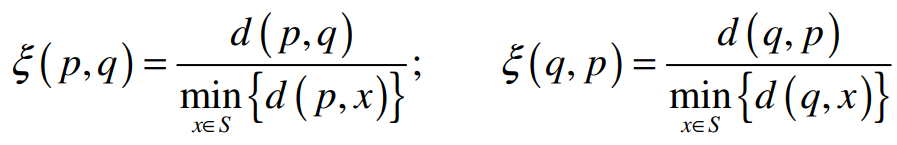 ξ(p,q) = d(p,q) / min_{x∈S}{d(p,x)}; ξ(q,p) = d(q,p) / min_{x∈S}{d(q,x)}